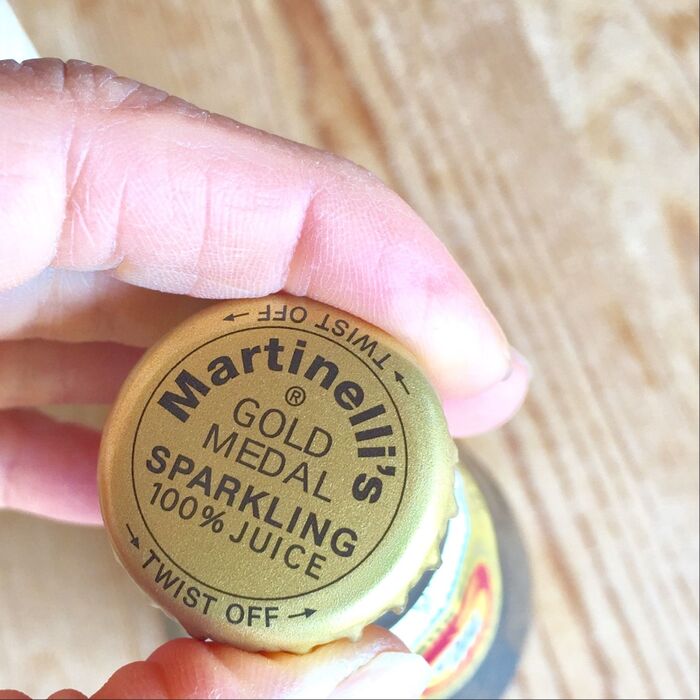 TWIST OFF
Martinelli's
®
GOLD
MEDAL
SPARKLING
100% JUICE
TWIST OFF